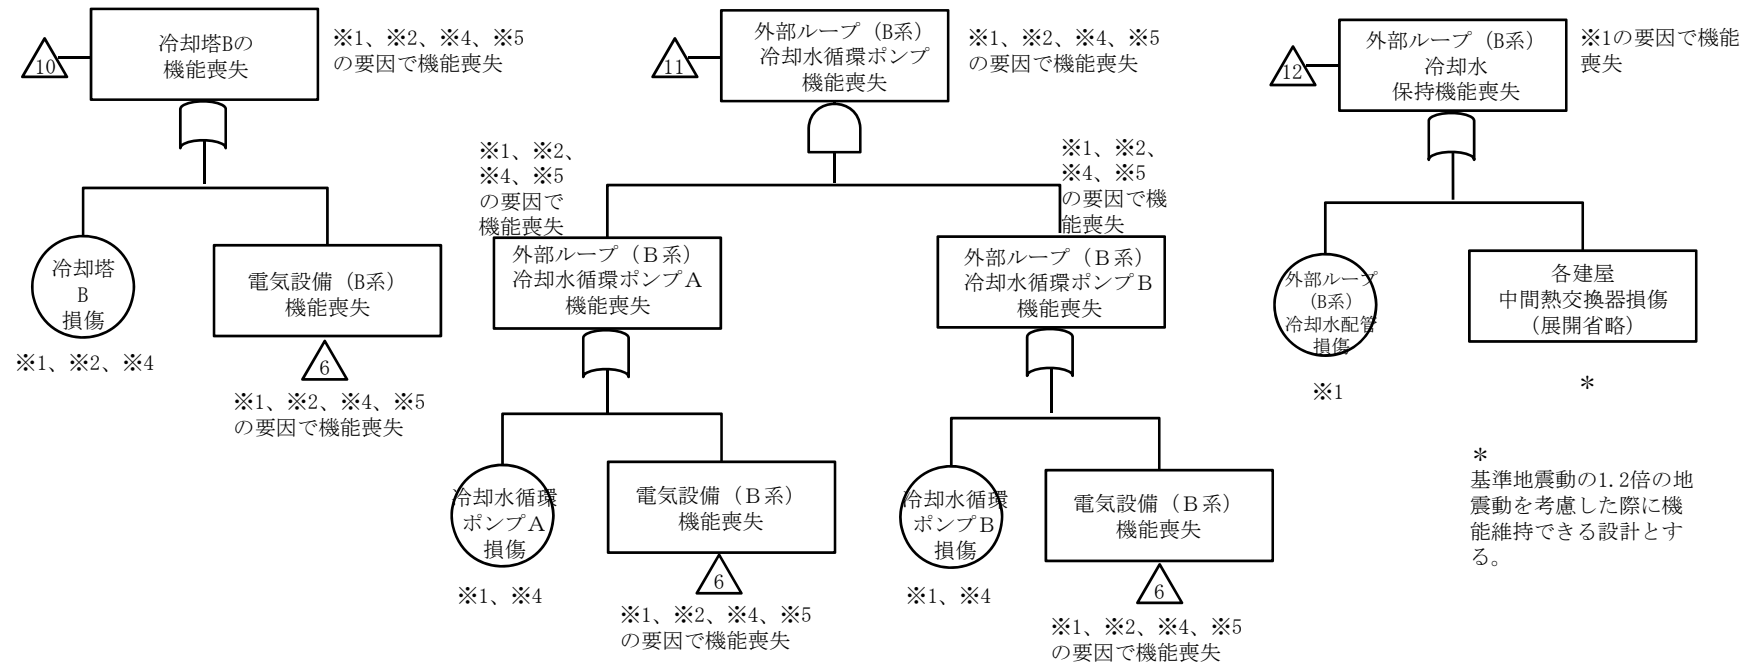 10
冷却塔Bの
機能喪失
※1、※2、※4、※5
の要因で機能喪失
冷却塔
B
損傷
※1、※2、※4
電気設備（B系）
機能喪失
6
※1、※2、※4、※5
の要因で機能喪失
11
外部ループ（B系）
冷却水循環ポンプ
機能喪失
※1、※2、※4、※5
の要因で機能喪失
※1、※2、
※4、※5
の要因で
機能喪失
外部ループ（Ｂ系）
冷却水循環ポンプＡ
機能喪失
冷却水循環
ポンプＡ
損傷
※1、※4
電気設備（Ｂ系）
機能喪失
6
※1、※2、※4、※5
の要因で機能喪失
※1、※2、
※4、※5
の要因で機
能喪失
外部ループ（Ｂ系）
冷却水循環ポンプＢ
機能喪失
冷却水循環
ポンプＢ
損傷
※1、※4
電気設備（Ｂ系）
機能喪失
6
※1、※2、※4、※5
の要因で機能喪失
12
外部ループ（B系）
冷却水
保持機能喪失
※1の要因で機能
喪失
外部ループ
（B系）
冷却水配管
損傷
※1
各建屋
中間熱交換器損傷
（展開省略）
＊
＊
基準地震動の1.2倍の地
震動を考慮した際に機
能維持できる設計とす
る。